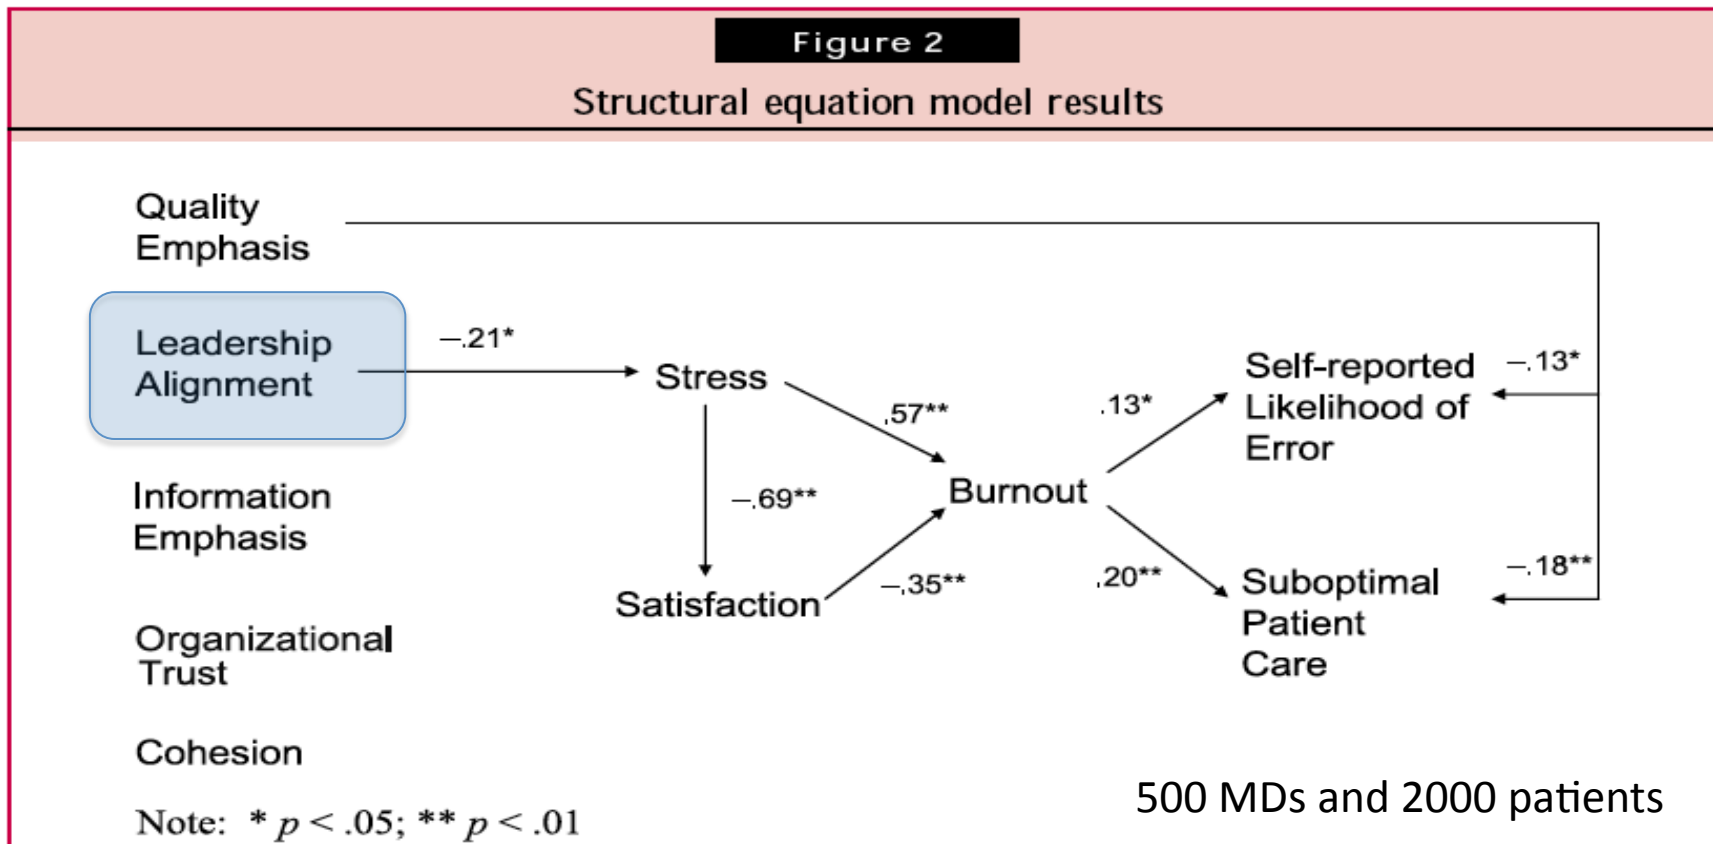 Figure 2
Structural equation model results
Quality
Emphasis
Leadership
Alignment
—.21*
Stress
.57**
.13*
Self-reported
Likelihood of
Error
—.13*
Information
Emphasis
—.69**
Burnout
Satisfaction
—.35**
.20**
Suboptimal
Patient
Care
—.18**
Organizational
Trust
Cohesion
500 MDs and 2000 patients
Note: * p < .05; ** p < .01